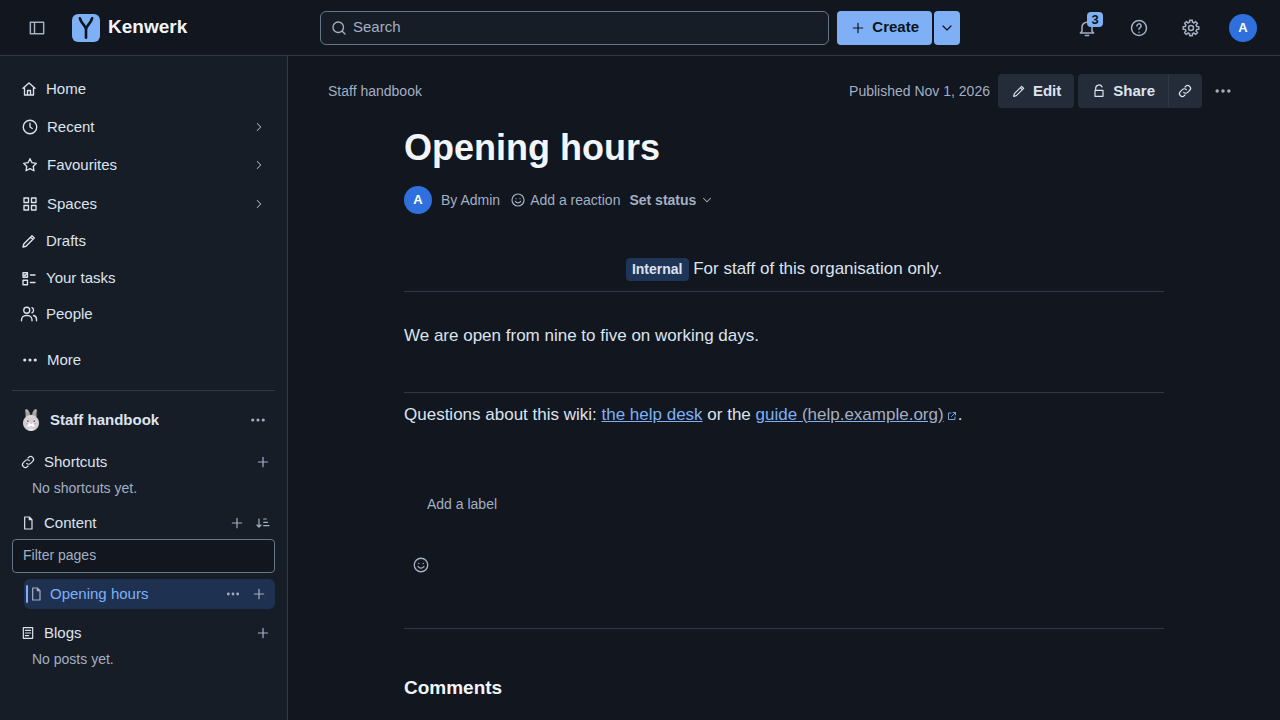 Kenwerk
Search
Create
3
A
Home
Recent
Favourites
Spaces
Drafts
Your tasks
People
More
Staff handbook
Shortcuts
No shortcuts yet.
Content
Filter pages
Opening hours
Blogs
No posts yet.
Staff handbook
Published Nov 1, 2026
Edit
Share
Opening hours
A By Admin Add a reaction Set status
Internal For staff of this organisation only.
We are open from nine to five on working days.
Questions about this wiki: the help desk or the guide (help.example.org).
Add a label
Comments